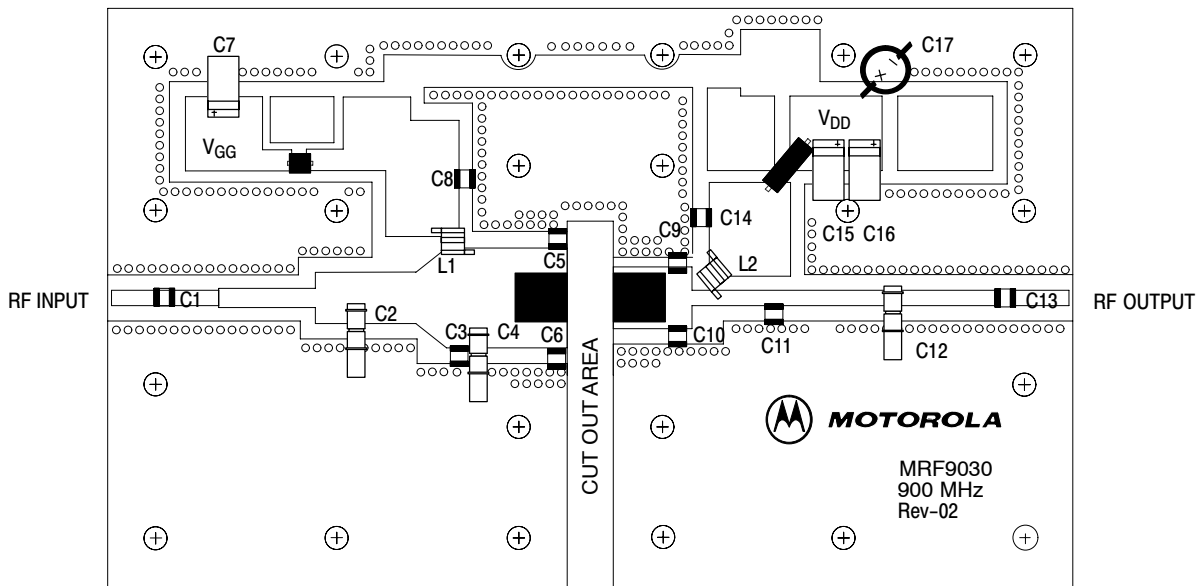 C7
C17
VGG
VDD
C8
C14
C9
C15 C16
L1
C5
L2
RF INPUT
C1
C13
RF OUTPUT
C2
C3
C4
C6
C10
C11
C12
CUT OUT AREA
MOTOROLA
MRF9030
900 MHz
Rev-02